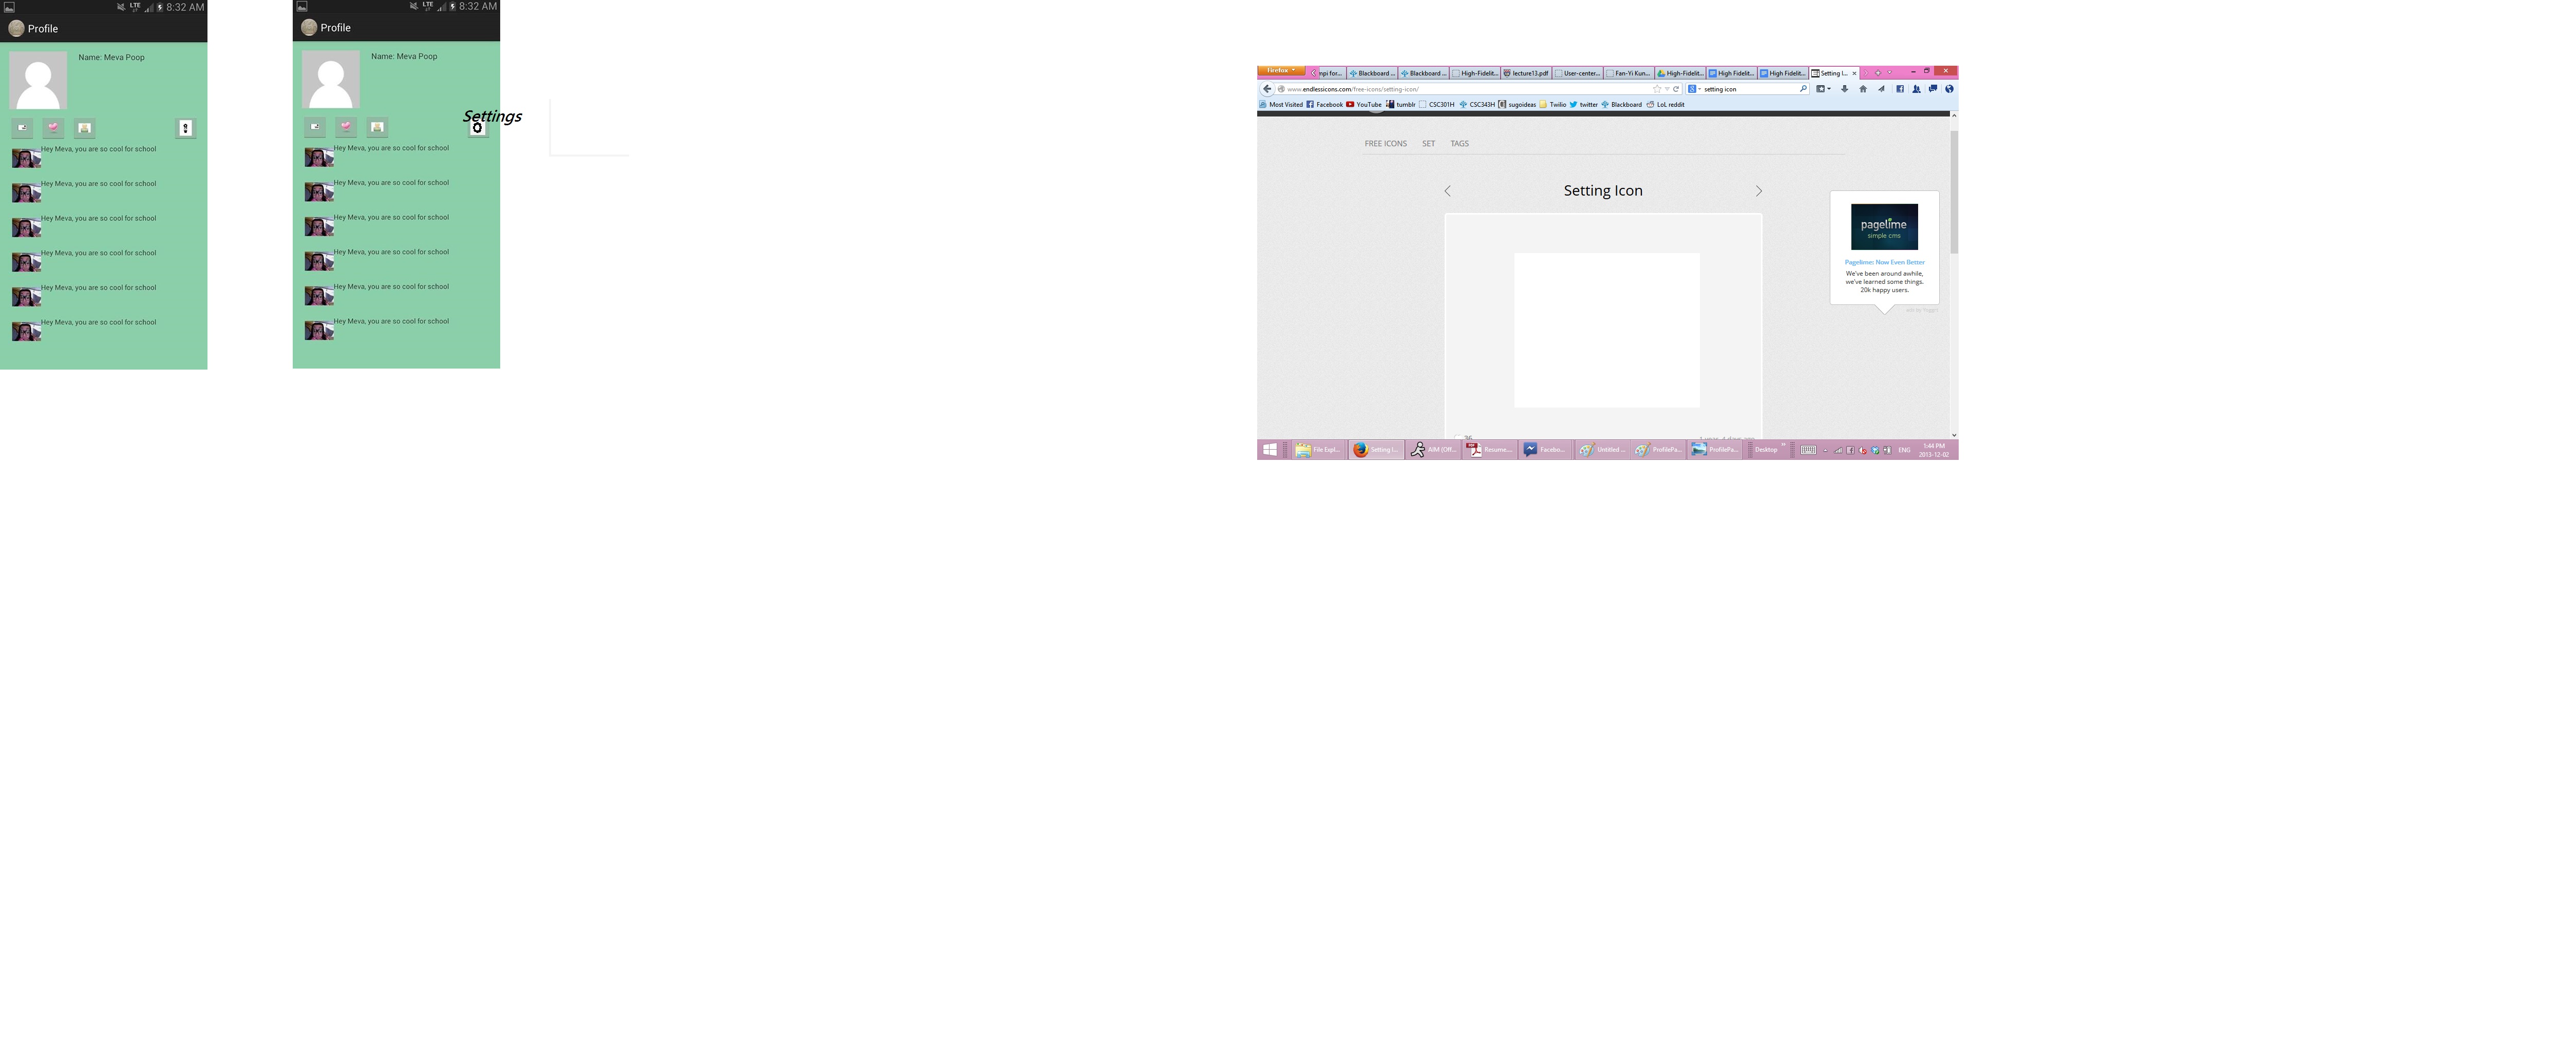 LTE 8:32 AM
Profile
Name: Meva Poop
Hey Meva, you are so cool for school
Hey Meva, you are so cool for school
Hey Meva, you are so cool for school
Hey Meva, you are so cool for school
Hey Meva, you are so cool for school
Hey Meva, you are so cool for school
LTE 8:32 AM
Profile
Name: Meva Poop
Settings
Hey Meva, you are so cool for school
Hey Meva, you are so cool for school
Hey Meva, you are so cool for school
Hey Meva, you are so cool for school
Hey Meva, you are so cool for school
Hey Meva, you are so cool for school
Firefox
npi for... Blackboard ... Blackboard ... High-Fidelit... lecture13.pdf User-center... Fan-Yi Kun... High-Fidelit... High Fidelit... High Fidelit... Setting I...
www.endlessicons.com/free-icons/setting-icon/ setting icon
Most Visited Facebook YouTube tumblr CSC301H CSC343H sugoideas Twilio twitter Blackboard LoL reddit
FREE ICONS SET TAGS
Setting Icon
pagelime
simple cms
Pagelime: Now Even Better
We've been around awhile,
we've learned some things.
20k happy users.
File Expl... Setting I... AIM (Off... Resume... Facebo... Untitled ... ProfilePa... ProfilePa... Desktop ENG 1:44 PM
2013-12-02